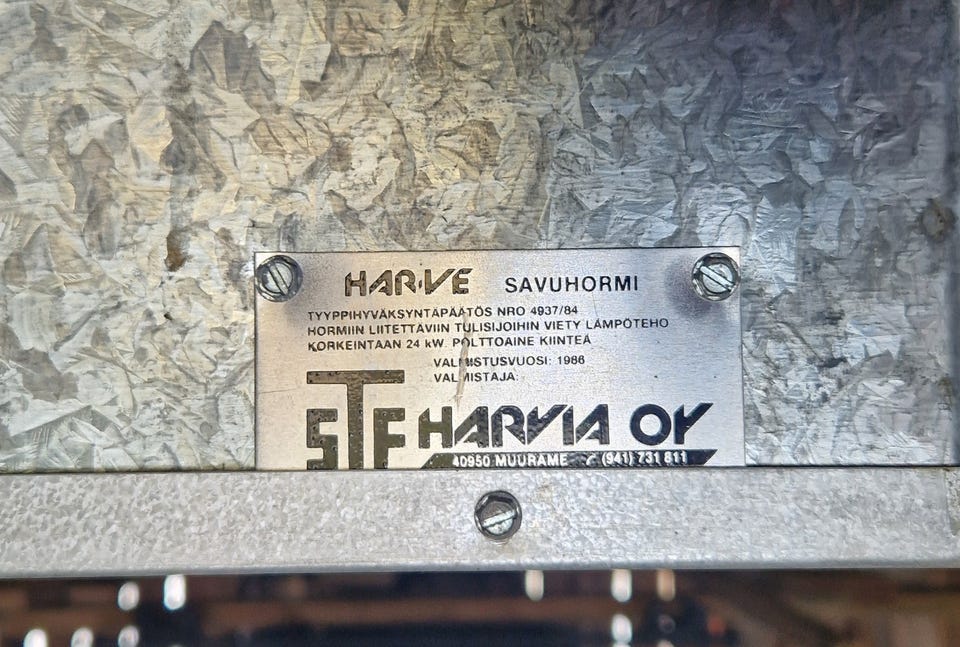 HAR·VE SAVUHORMI
TYYPPIHYVÄKSYNTÄPÄÄTÖS NRO 4937/84
HORMIIN LIITETTÄVIIN TULISIJOIHIN VIETY LÄMPÖTEHO
KORKEINTAAN 24 kW. POLTTOAINE KIINTEÄ
VALMISTUSVUOSI: 1986
VALMISTAJA:
STF HARVIA OY
40950 MUURAME (941) 731 811